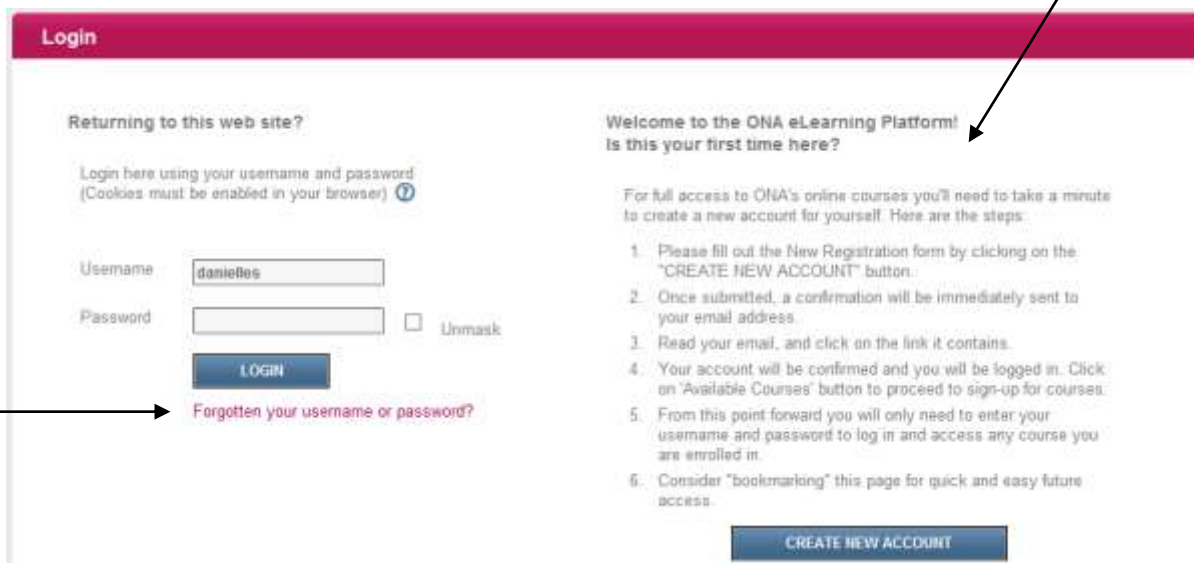 Login
Returning to this web site?
Login here using your username and password
(Cookies must be enabled in your browser) ?
Username
danielles
Password
Unmask
LOGIN
Forgotten your username or password?
Welcome to the ONA eLearning Platform!
Is this your first time here?
For full access to ONA's online courses you'll need to take a minute
to create a new account for yourself. Here are the steps:
1. Please fill out the New Registration form by clicking on the
"CREATE NEW ACCOUNT" button.
2. Once submitted, a confirmation will be immediately sent to
your email address.
3. Read your email, and click on the link it contains.
4. Your account will be confirmed and you will be logged in. Click
on 'Available Courses' button to proceed to sign-up for courses.
5. From this point forward you will only need to enter your
username and password to log in and access any course you
are enrolled in.
6. Consider "bookmarking" this page for quick and easy future
access.
CREATE NEW ACCOUNT